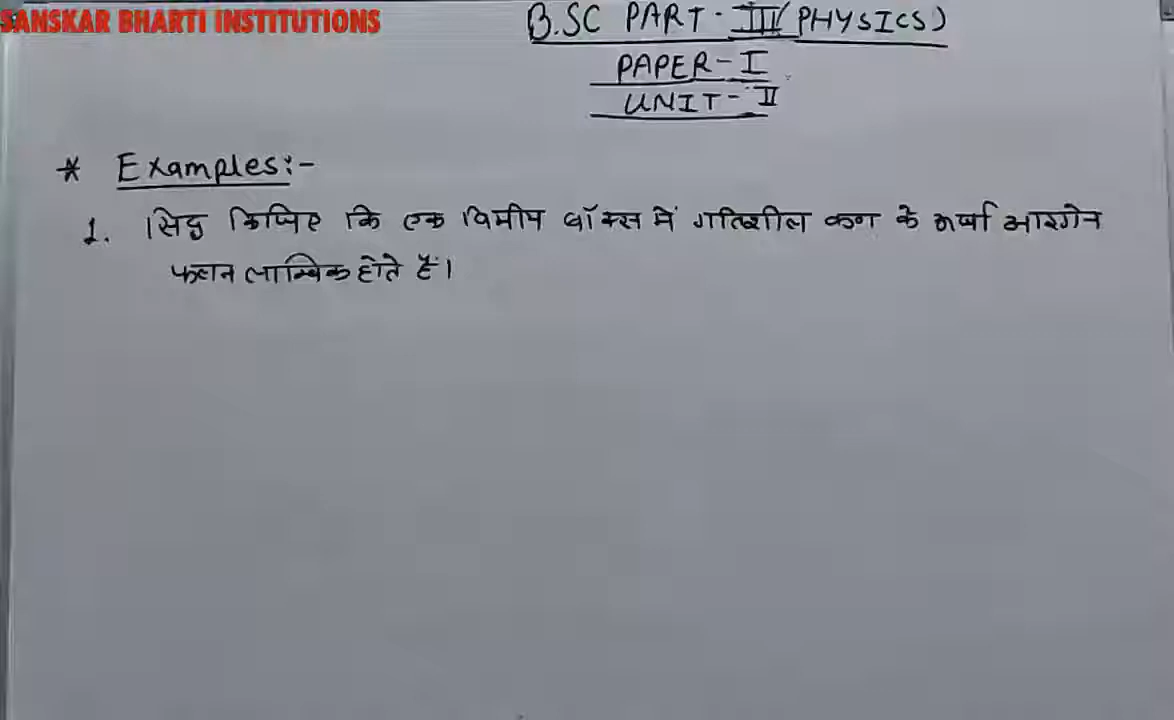 SANSKAR BHARTI INSTITUTIONS
B.SC PART - III (PHYSICS)
PAPER - I
UNIT - II
* Examples:-
1. सिद्ध किजिए कि एक विमीय बॉक्स में गतिशील कण के ऊर्जा आइगेन
फलन लाम्बिक होते हैं।